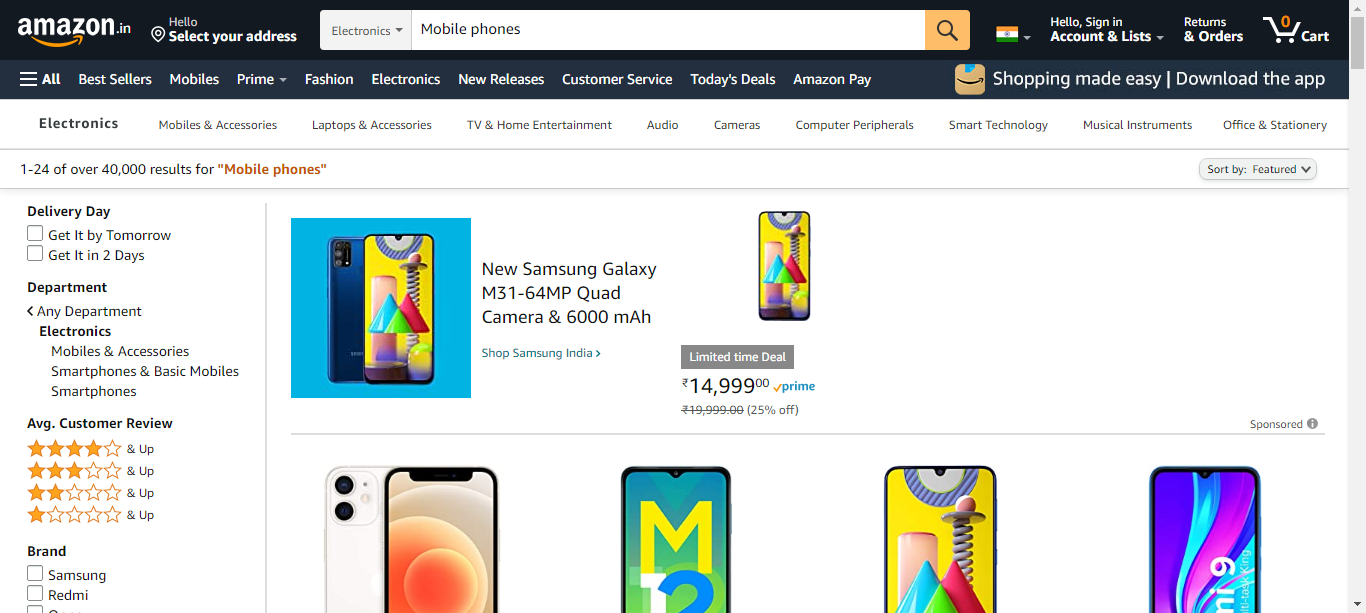 amazon.in
Hello
Select your address
Electronics
Mobile phones
Hello, Sign in
Account & Lists
Returns
& Orders
0
Cart
All
Best Sellers
Mobiles
Prime
Fashion
Electronics
New Releases
Customer Service
Today's Deals
Amazon Pay
Shopping made easy | Download the app
Electronics
Mobiles & Accessories
Laptops & Accessories
TV & Home Entertainment
Audio
Cameras
Computer Peripherals
Smart Technology
Musical Instruments
Office & Stationery
1-24 of over 40,000 results for "Mobile phones"
Sort by: Featured
Delivery Day
Get It by Tomorrow
Get It in 2 Days
Department
Any Department
Electronics
Mobiles & Accessories
Smartphones & Basic Mobiles
Smartphones
Avg. Customer Review
& Up
& Up
& Up
& Up
Brand
Samsung
Redmi
New Samsung Galaxy
M31-64MP Quad
Camera & 6000 mAh
Shop Samsung India ›
Limited time Deal
₹14,99900 prime
₹19,999.00 (25% off)
Sponsored
M
12